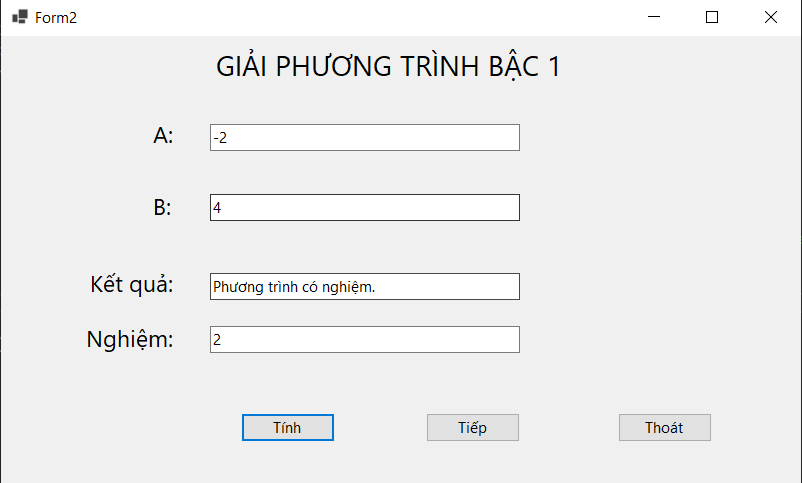 Form2
GIẢI PHƯƠNG TRÌNH BẬC 1
A: -2
B: 4
Kết quả: Phương trình có nghiệm.
Nghiệm: 2
Tính Tiếp Thoát